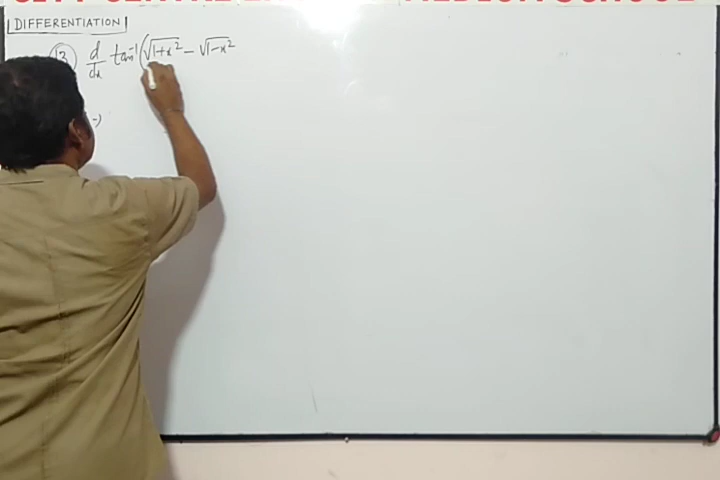 DIFFERENTIATION
13 d/dx tan⁻¹(√1+x² − √1−x²